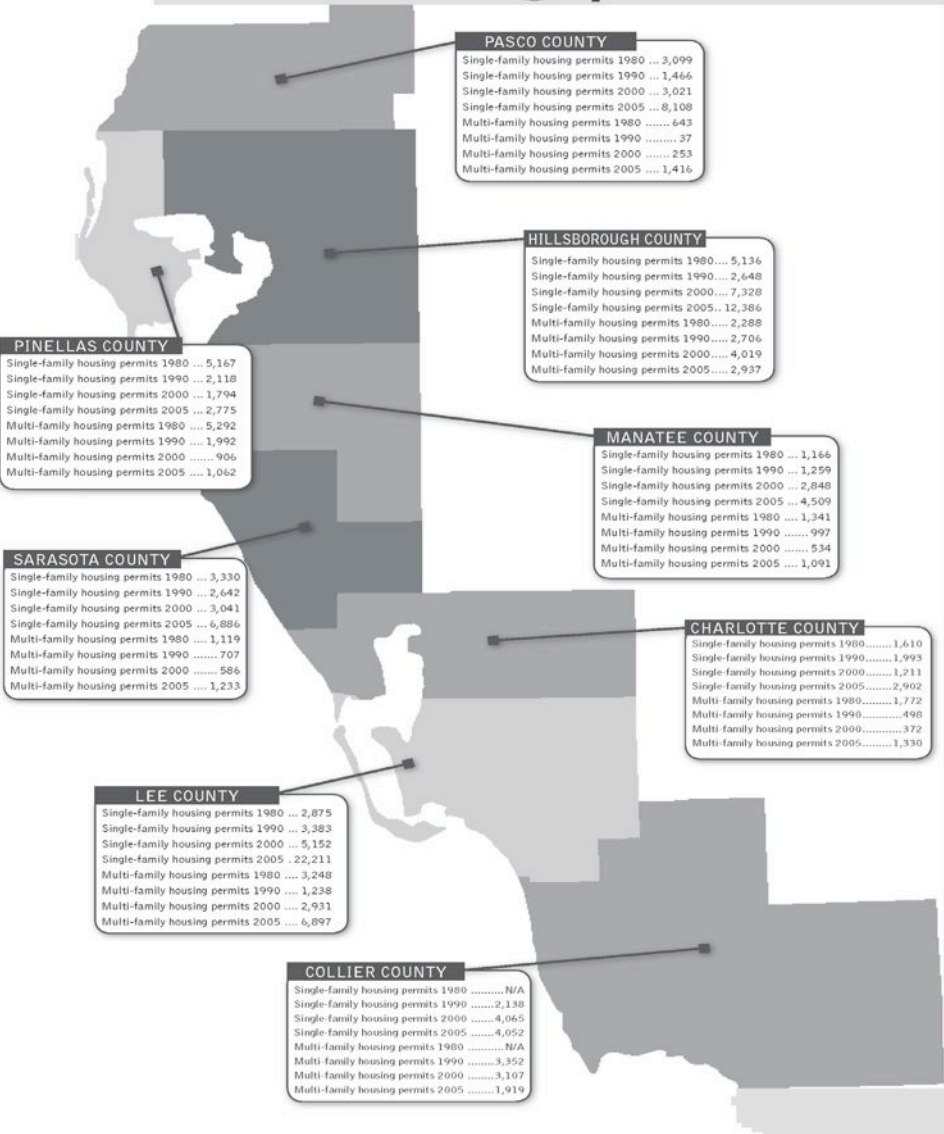 PASCO COUNTY
Single-family housing permits 1980 ... 3,099
Single-family housing permits 1990 ... 1,466
Single-family housing permits 2000 ... 3,021
Single-family housing permits 2005 ... 8,108
Multi-family housing permits 1980 ....... 643
Multi-family housing permits 1990 ......... 37
Multi-family housing permits 2000 ....... 253
Multi-family housing permits 2005 .... 1,416
HILLSBOROUGH COUNTY
Single-family housing permits 1980.... 5,136
Single-family housing permits 1990.... 2,648
Single-family housing permits 2000.... 7,328
Single-family housing permits 2005.. 12,386
Multi-family housing permits 1980..... 2,288
Multi-family housing permits 1990..... 2,706
Multi-family housing permits 2000..... 4,019
Multi-family housing permits 2005..... 2,937
PINELLAS COUNTY
Single-family housing permits 1980 ... 5,167
Single-family housing permits 1990 ... 2,118
Single-family housing permits 2000 ... 1,794
Single-family housing permits 2005 ... 2,775
Multi-family housing permits 1980 .... 5,292
Multi-family housing permits 1990 .... 1,992
Multi-family housing permits 2000 ....... 906
Multi-family housing permits 2005 .... 1,062
MANATEE COUNTY
Single-family housing permits 1980 ... 1,166
Single-family housing permits 1990 ... 1,259
Single-family housing permits 2000 ... 2,848
Single-family housing permits 2005 ... 4,509
Multi-family housing permits 1980 .... 1,341
Multi-family housing permits 1990 ....... 997
Multi-family housing permits 2000 ....... 534
Multi-family housing permits 2005 .... 1,091
SARASOTA COUNTY
Single-family housing permits 1980 ... 3,330
Single-family housing permits 1990 ... 2,642
Single-family housing permits 2000 ... 3,041
Single-family housing permits 2005 ... 6,886
Multi-family housing permits 1980 .... 1,119
Multi-family housing permits 1990 ....... 707
Multi-family housing permits 2000 ....... 586
Multi-family housing permits 2005 .... 1,233
CHARLOTTE COUNTY
Single-family housing permits 1980........1,610
Single-family housing permits 1990........1,993
Single-family housing permits 2000........1,211
Single-family housing permits 2005........2,902
Multi-family housing permits 1980.........1,772
Multi-family housing permits 1990............498
Multi-family housing permits 2000............372
Multi-family housing permits 2005.........1,330
LEE COUNTY
Single-family housing permits 1980 ... 2,875
Single-family housing permits 1990 ... 3,383
Single-family housing permits 2000 ... 5,152
Single-family housing permits 2005 . 22,211
Multi-family housing permits 1980 .... 3,248
Multi-family housing permits 1990 .... 1,238
Multi-family housing permits 2000 .... 2,931
Multi-family housing permits 2005 .... 6,897
COLLIER COUNTY
Single-family housing permits 1980 ..........N/A
Single-family housing permits 1990 .......2,138
Single-family housing permits 2000 .......4,065
Single-family housing permits 2005 .......4,052
Multi-family housing permits 1980 ..........N/A
Multi-family housing permits 1990 ........3,352
Multi-family housing permits 2000 ........3,107
Multi-family housing permits 2005 ........1,919